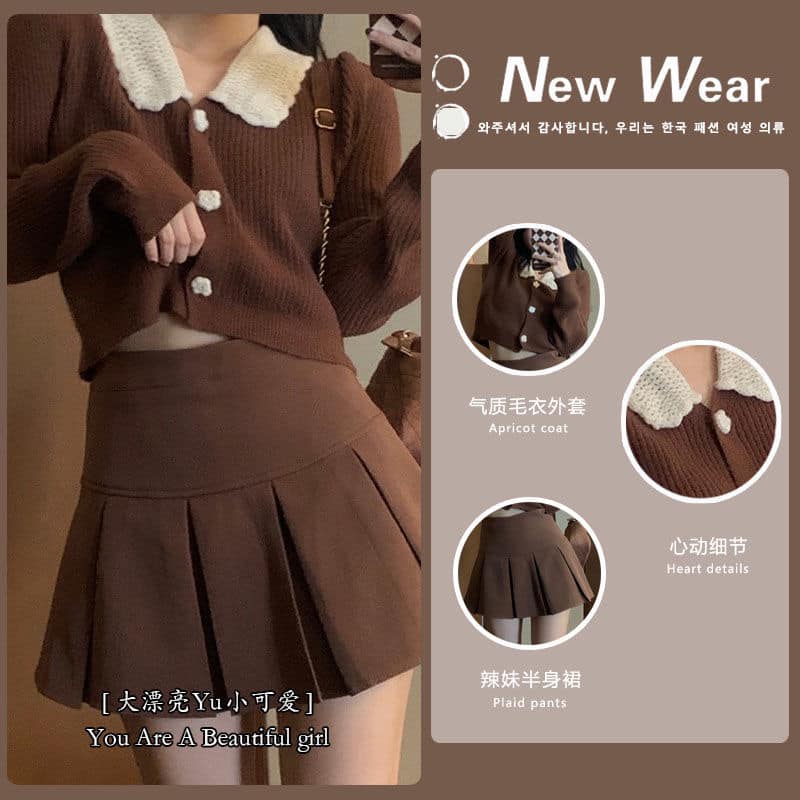 New Wear
와주셔서 감사합니다, 우리는 한국 패션 여성 의류
气质毛衣外套
Apricot coat
心动细节
Heart details
辣妹半身裙
Plaid pants
[大漂亮Yu小可爱]
You Are A Beautiful girl